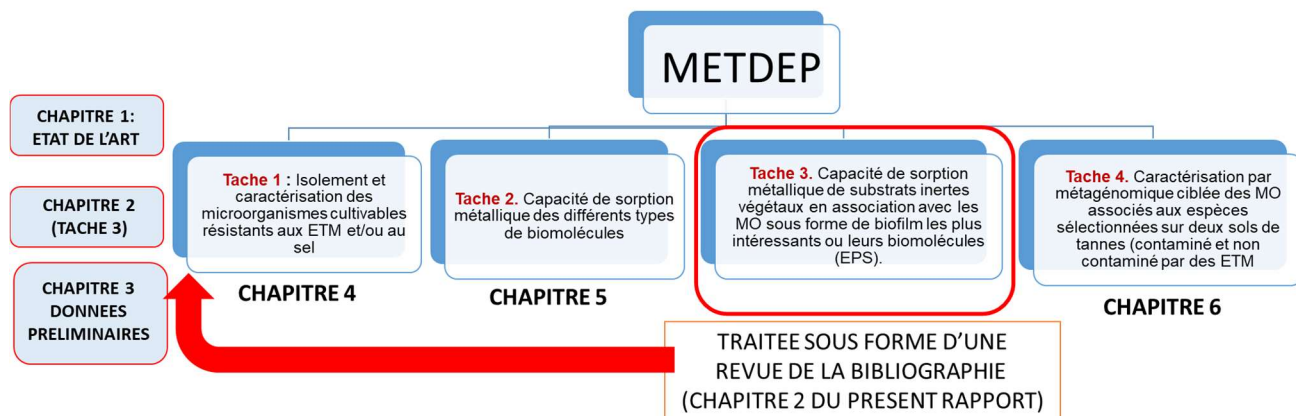 METDEP
CHAPITRE 1:
ETAT DE L'ART
CHAPITRE 2
(TACHE 3)
CHAPITRE 3
DONNEES
PRELIMINAIRES
Tache 1 : Isolement et
caractérisation des
microorganismes cultivables
résistants aux ETM et/ou au
sel
CHAPITRE 4
Tache 2. Capacité de sorption
métallique des différents types
de biomolécules
CHAPITRE 5
Tache 3. Capacité de sorption
métallique de substrats inertes
végétaux en association avec les
MO sous forme de biofilm les plus
intéressants ou leurs biomolécules
(EPS).
Tache 4. Caractérisation par
métagénomique ciblée des MO
associés aux espèces
sélectionnées sur deux sols de
tannes (contaminé et non
contaminé par des ETM
CHAPITRE 6
TRAITEE SOUS FORME D'UNE
REVUE DE LA BIBLIOGRAPHIE
(CHAPITRE 2 DU PRESENT RAPPORT)